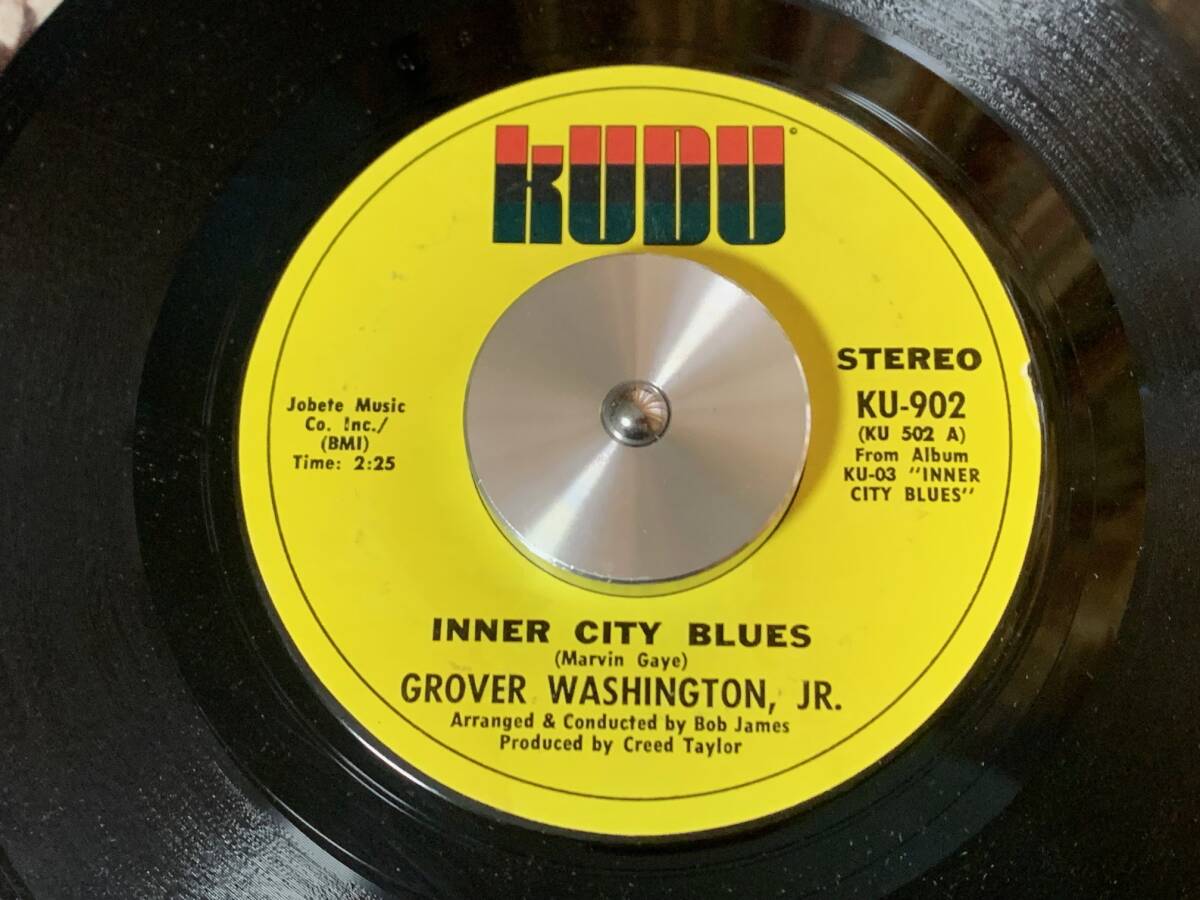 kUDU ©
STEREO
KU-902
(KU 502 A)
From Album
KU-03 "INNER
CITY BLUES"
Jobete Music
Co. Inc./
(BMI)
Time: 2:25
INNER CITY BLUES
(Marvin Gaye)
GROVER WASHINGTON, JR.
Arranged & Conducted by Bob James
Produced by Creed Taylor